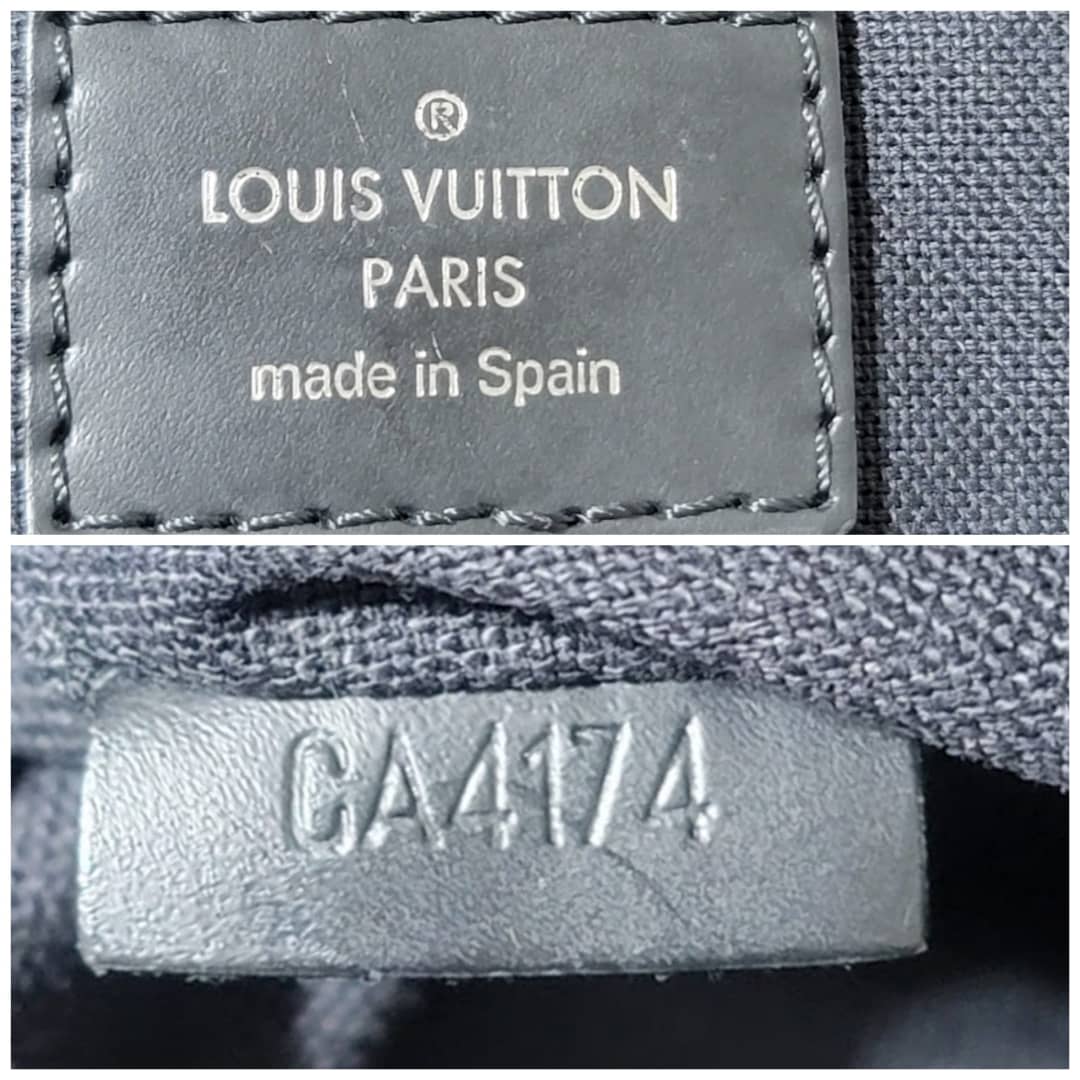 ®
LOUIS VUITTON
PARIS
made in Spain
CA4174